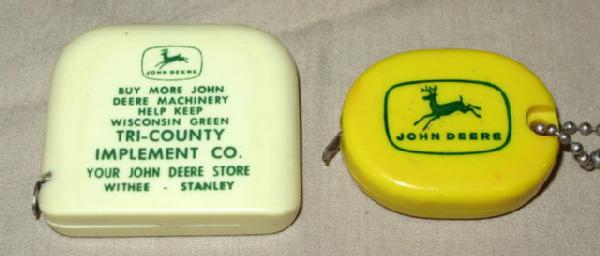 JOHN DEERE
BUY MORE JOHN
DEERE MACHINERY
HELP KEEP
WISCONSIN GREEN
TRI-COUNTY
IMPLEMENT CO.
YOUR JOHN DEERE STORE
WITHEE - STANLEY
JOHN DEERE